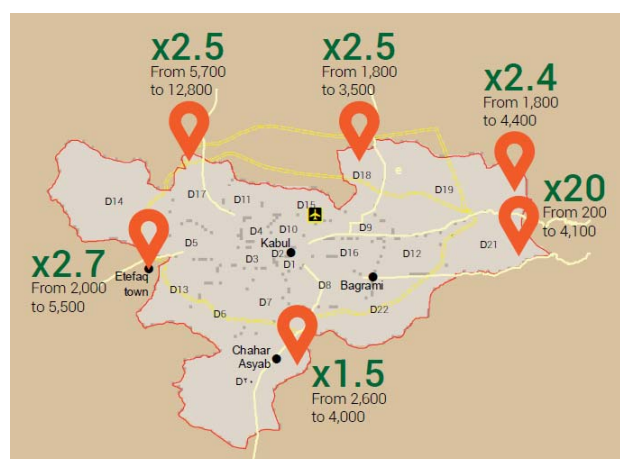 x2.5
From 5,700
to 12,800
x2.5
From 1,800
to 3,500
x2.4
From 1,800
to 4,400
x20
From 200
to 4,100
x2.7
From 2,000
to 5,500
x1.5
From 2,600
to 4,000
D14
D17
D11
D15
D18
D19
D5
D4
D10
D9
Kabul
D3
D2
D1
D16
D12
D21
Etefaq
town
D13
D8
Bagrami
D6
D7
D22
Chahar
Asyab
D۲۰